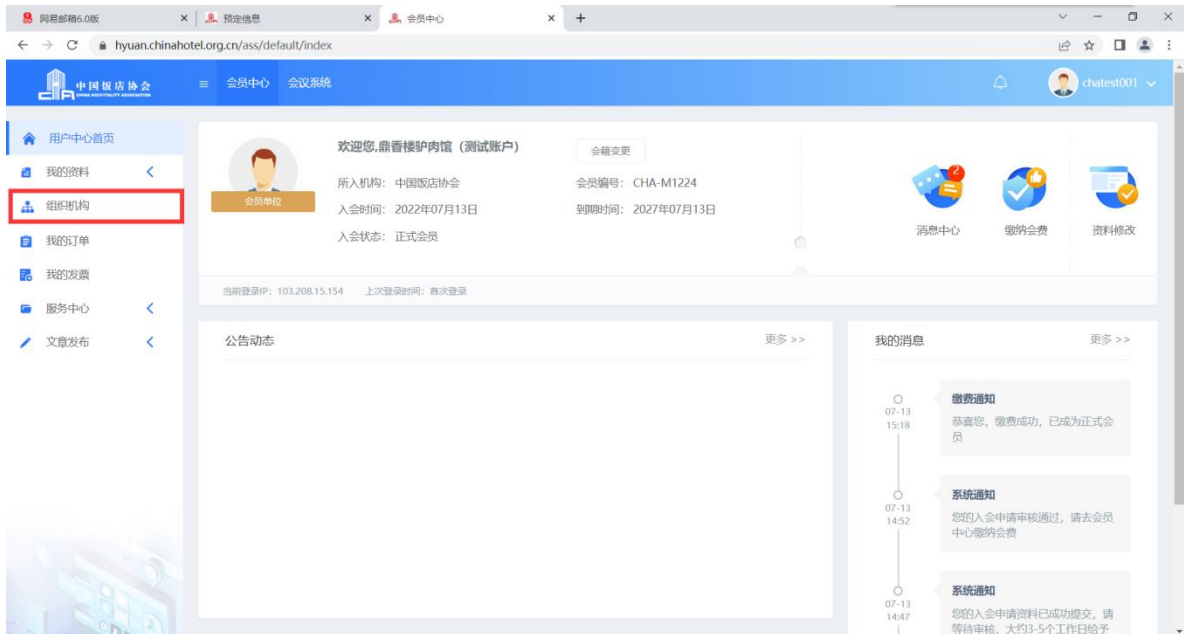 网易邮箱6.0版
预定信息
会员中心
hyuan.chinahotel.org.cn/ass/default/index
中国饭店协会
CHINA HOSPITALITY ASSOCIATION
会员中心 会议系统
chatest001
用户中心首页
我的资料
组织机构
我的订单
我的发票
服务中心
文章发布
会员单位
欢迎您,鼎香楼驴肉馆（测试账户）
会籍变更
所入机构： 中国饭店协会
会员编号： CHA-M1224
入会时间： 2022年07月13日
到期时间： 2027年07月13日
入会状态： 正式会员
2
消息中心
缴纳会费
资料修改
当前登录IP：103.208.15.154 上次登录时间：首次登录
公告动态
更多 >>
我的消息
更多 >>
07-13
15:18
缴费通知
恭喜您，缴费成功，已成为正式会
员
07-13
14:52
系统通知
您的入会申请审核通过，请去会员
中心缴纳会费
07-13
14:47
系统通知
您的入会申请资料已成功提交，请
等待审核，大约3-5个工作日给予